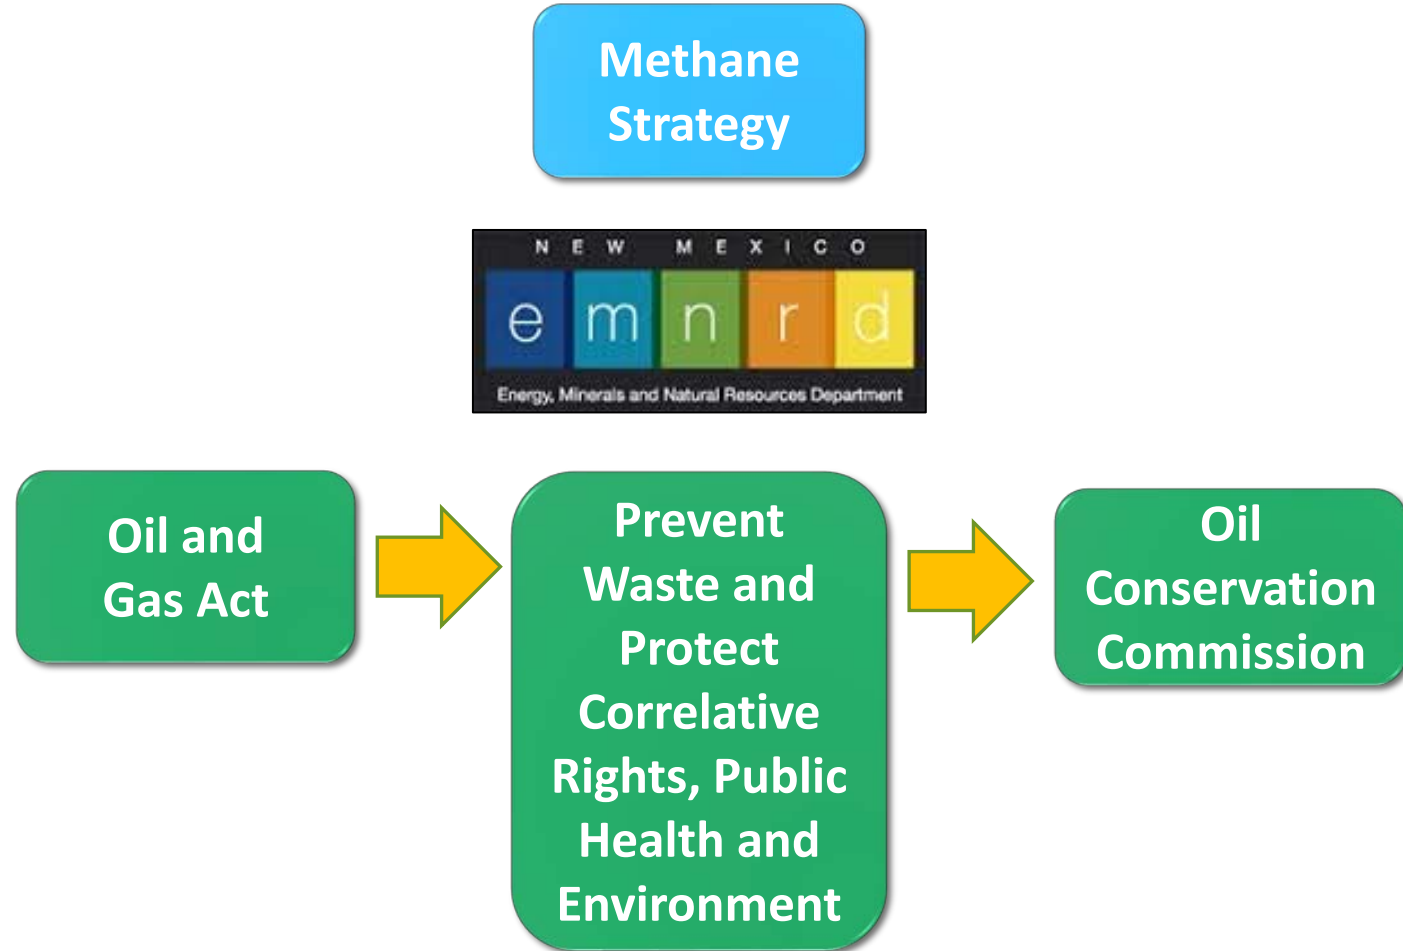 Methane
Strategy
NEW MEXICO
e m n r d
Energy, Minerals and Natural Resources Department
Oil and
Gas Act
Prevent
Waste and
Protect
Correlative
Rights, Public
Health and
Environment
Oil
Conservation
Commission